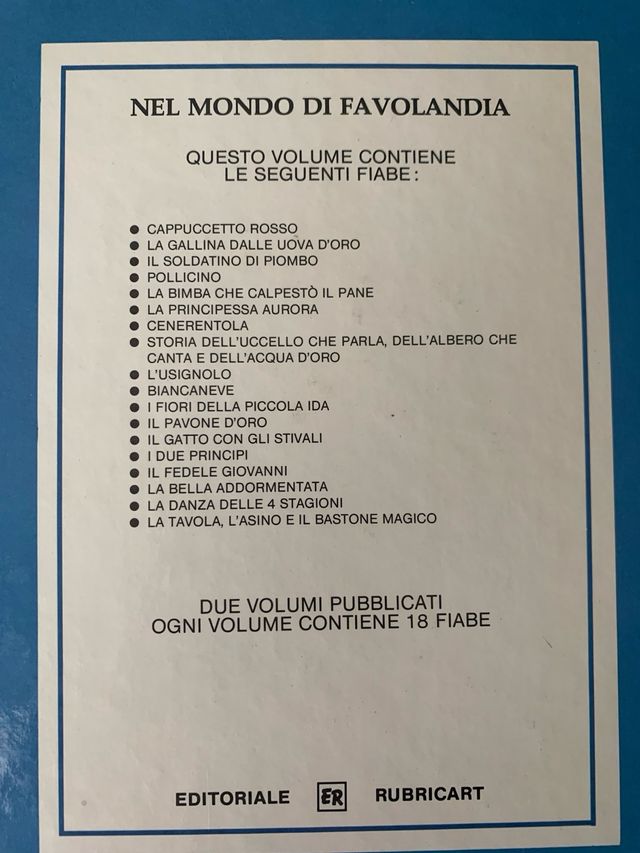 NEL MONDO DI FAVOLANDIA
QUESTO VOLUME CONTIENE
LE SEGUENTI FIABE:
● CAPPUCCETTO ROSSO
● LA GALLINA DALLE UOVA D'ORO
● IL SOLDATINO DI PIOMBO
● POLLICINO
● LA BIMBA CHE CALPESTÒ IL PANE
● LA PRINCIPESSA AURORA
● CENERENTOLA
● STORIA DELL'UCCELLO CHE PARLA, DELL'ALBERO CHE
CANTA E DELL'ACQUA D'ORO
● L'USIGNOLO
● BIANCANEVE
● I FIORI DELLA PICCOLA IDA
● IL PAVONE D'ORO
● IL GATTO CON GLI STIVALI
● I DUE PRINCIPI
● IL FEDELE GIOVANNI
● LA BELLA ADDORMENTATA
● LA DANZA DELLE 4 STAGIONI
● LA TAVOLA, L'ASINO E IL BASTONE MAGICO
DUE VOLUMI PUBBLICATI
OGNI VOLUME CONTIENE 18 FIABE
EDITORIALE ER RUBRICART